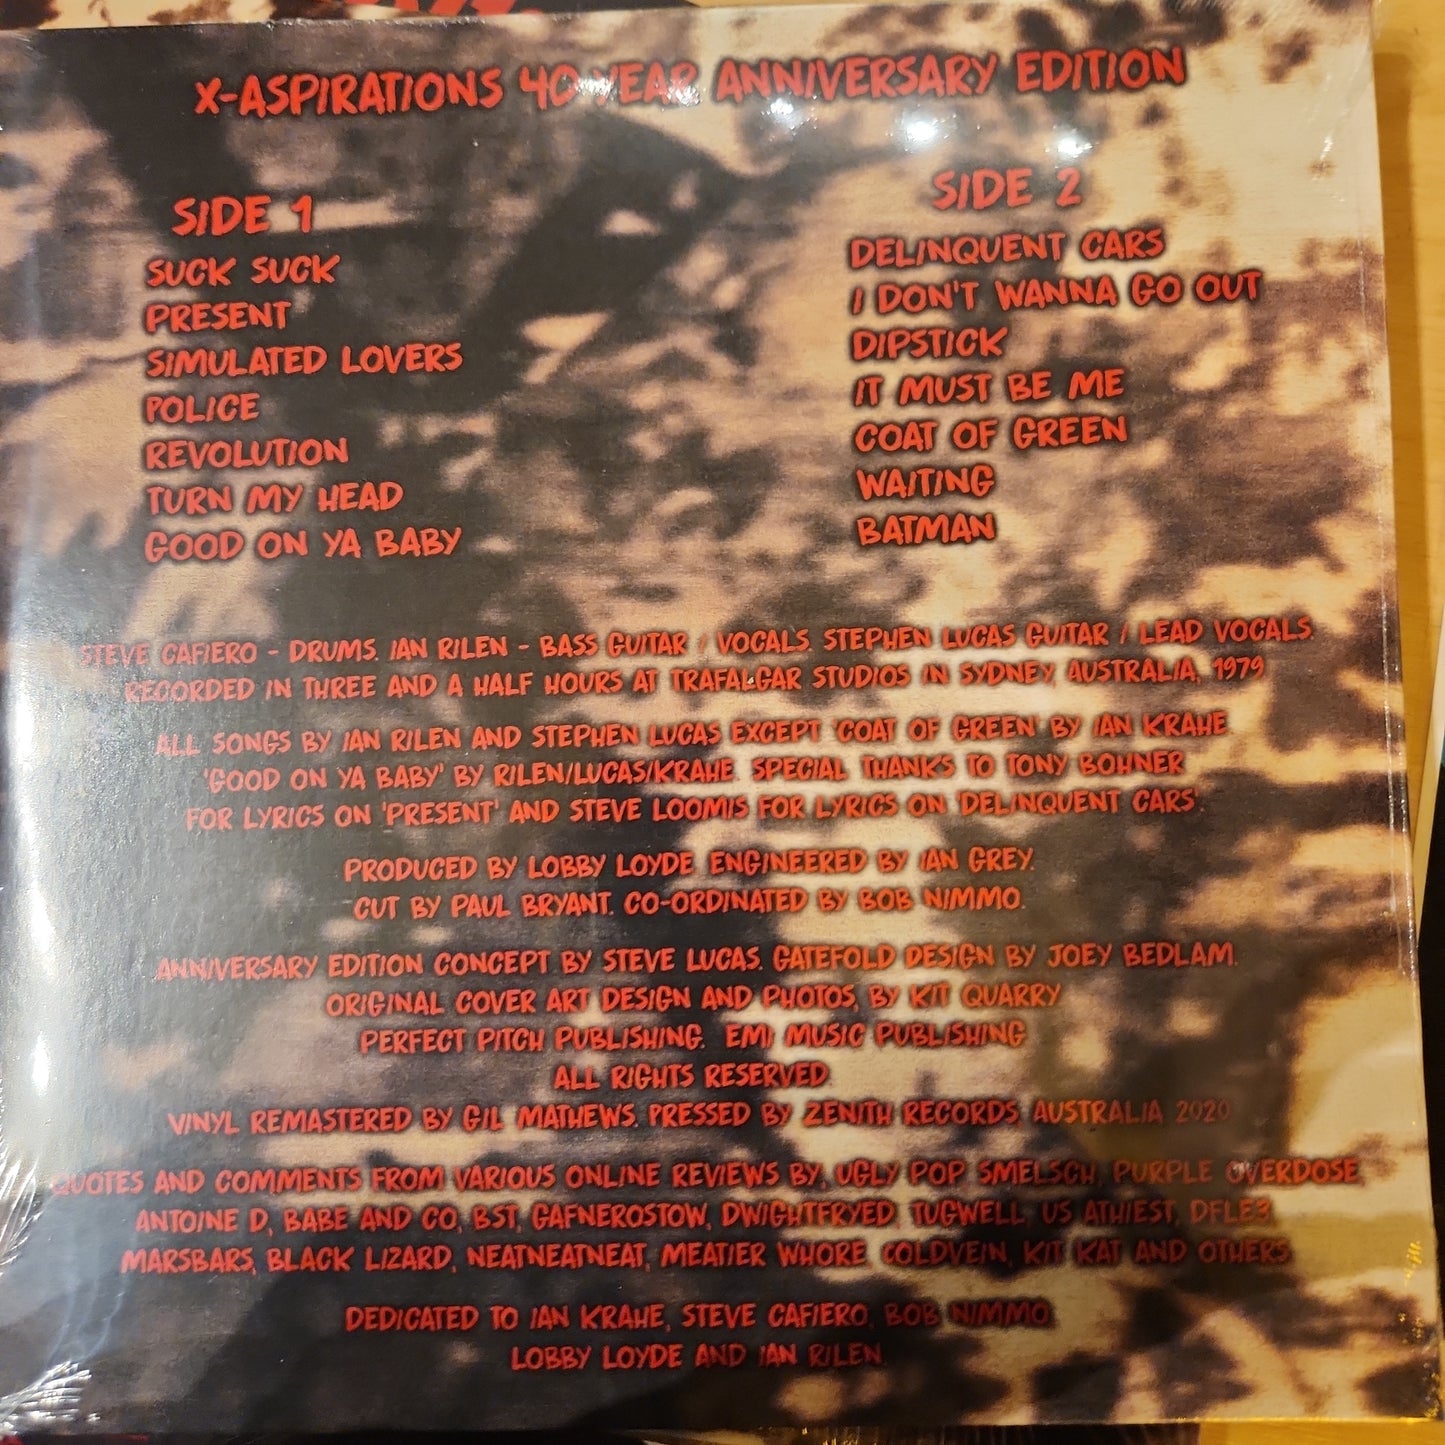 X-ASPIRATIONS 40 YEAR ANNIVERSARY EDITION
SIDE 1
SUCK SUCK
PRESENT
SIMULATED LOVERS
POLICE
REVOLUTION
TURN MY HEAD
GOOD ON YA BABY
SIDE 2
DELINQUENT CARS
I DON'T WANNA GO OUT
DIPSTICK
IT MUST BE ME
COAT OF GREEN
WAITING
BATMAN
STEVE CAFIERO - DRUMS. IAN RILEN - BASS GUITAR / VOCALS. STEPHEN LUCAS GUITAR / LEAD VOCALS.
RECORDED IN THREE AND A HALF HOURS AT TRAFALGAR STUDIOS IN SYDNEY, AUSTRALIA, 1979
ALL SONGS BY IAN RILEN AND STEPHEN LUCAS EXCEPT 'COAT OF GREEN' BY IAN KRAHE
'GOOD ON YA BABY' BY RILEN/LUCAS/KRAHE. SPECIAL THANKS TO TONY BOHNER
FOR LYRICS ON 'PRESENT' AND STEVE LOOMIS FOR LYRICS ON 'DELINQUENT CARS'.
PRODUCED BY LOBBY LOYDE. ENGINEERED BY IAN GREY.
CUT BY PAUL BRYANT. CO-ORDINATED BY BOB NIMMO.
ANNIVERSARY EDITION CONCEPT BY STEVE LUCAS. GATEFOLD DESIGN BY JOEY BEDLAM.
ORIGINAL COVER ART DESIGN AND PHOTOS, BY KIT QUARRY
PERFECT PITCH PUBLISHING. EMI MUSIC PUBLISHING
ALL RIGHTS RESERVED.
VINYL REMASTERED BY GIL MATHEWS. PRESSED BY ZENITH RECORDS, AUSTRALIA 2020
QUOTES AND COMMENTS FROM VARIOUS ONLINE REVIEWS BY, UGLY POP SMELSCH, PURPLE OVERDOSE,
ANTOINE D, BABE AND CO, BST, GAFNEROSTOW, DWIGHTFRYED, TUGWELL, US ATHIEST, DFLE3,
MARSBARS, BLACK LIZARD, NEATNEATNEAT, MEATIER WHORE, COLDVEIN, KIT KAT AND OTHERS
DEDICATED TO IAN KRAHE, STEVE CAFIERO, BOB NIMMO,
LOBBY LOYDE AND IAN RILEN.